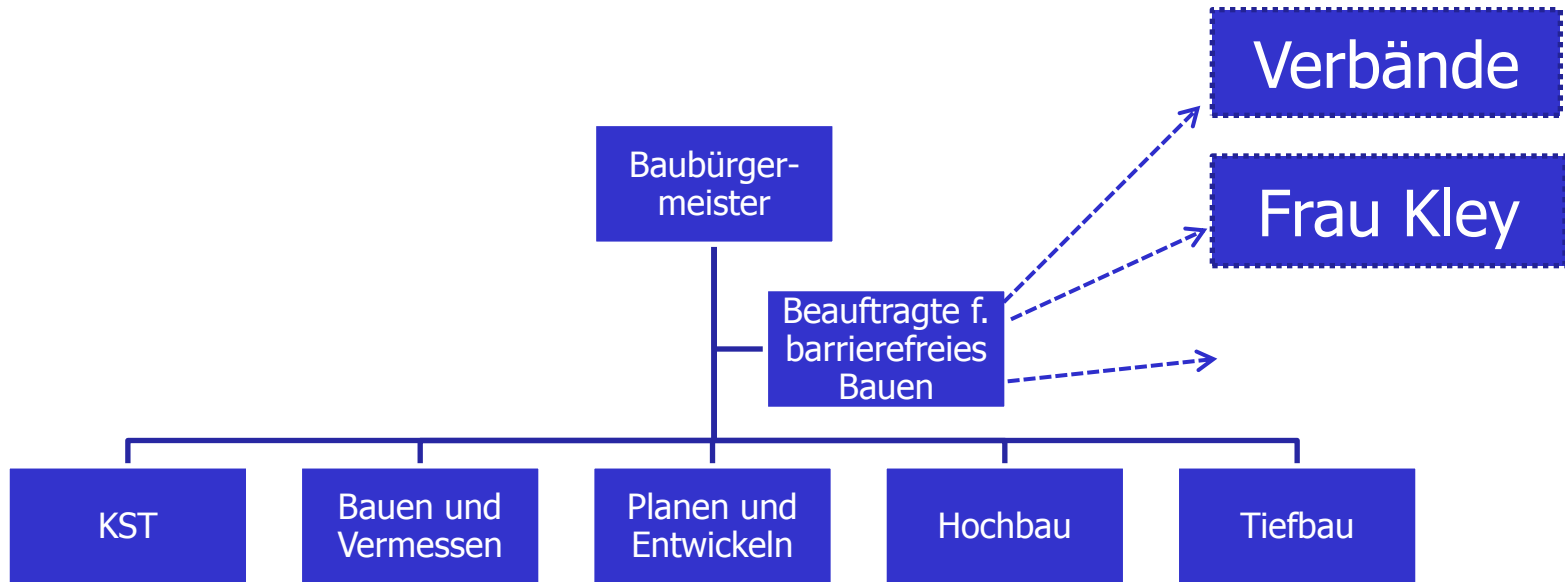 Verbände
Baubürger-
meister
Frau Kley
Beauftragte f.
barrierefreies
Bauen
KST
Bauen und
Vermessen
Planen und
Entwickeln
Hochbau
Tiefbau